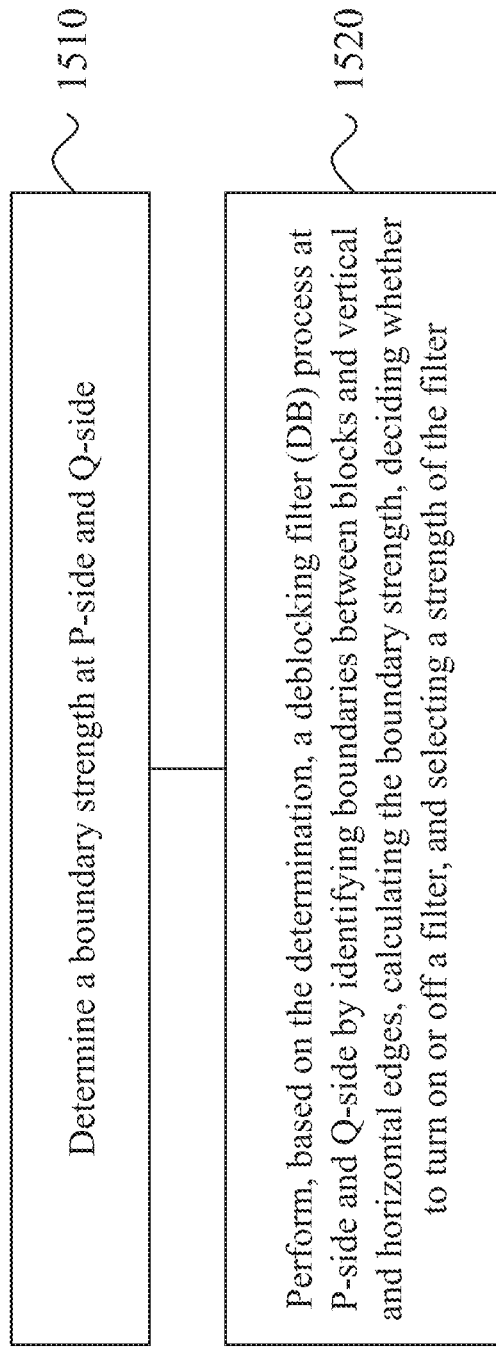 Determine a boundary strength at P-side and Q-side
1510
Perform, based on the determination, a deblocking filter (DB) process at
P-side and Q-side by identifying boundaries between blocks and vertical
and horizontal edges, calculating the boundary strength, deciding whether
to turn on or off a filter, and selecting a strength of the filter
1520